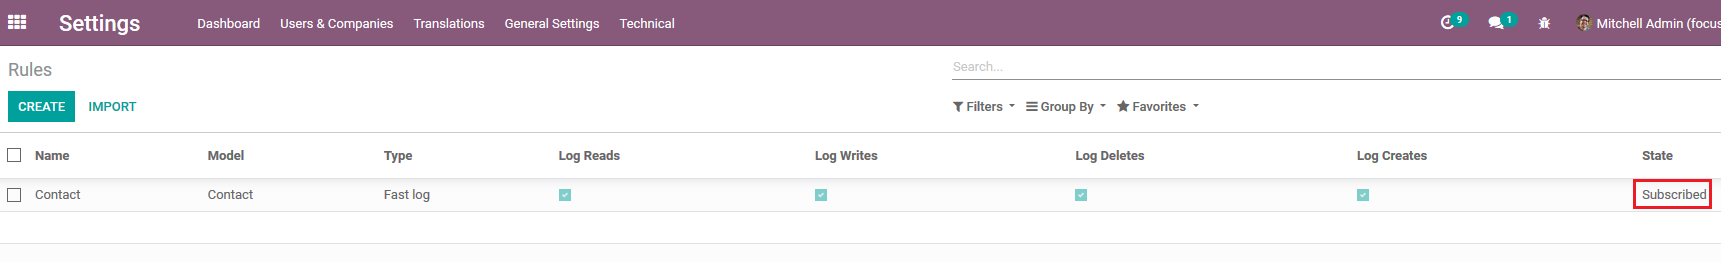 Settings Dashboard Users & Companies Translations General Settings Technical 9 1 Mitchell Admin (focus
Rules Search...
CREATE IMPORT Filters Group By Favorites
Name Model Type Log Reads Log Writes Log Deletes Log Creates State
Contact Contact Fast log Subscribed